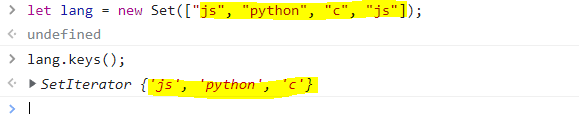 > let lang = new Set(["js", "python", "c", "js"]);
< undefined
> lang.keys();
< ▶ SetIterator {'js', 'python', 'c'}
>